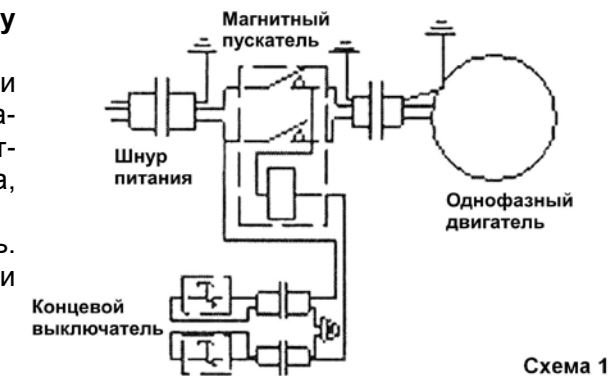 у
и
а-
т-
а,
ь.
и
Магнитный
пускатель
Шнур
питания
Однофазный
двигатель
Концевой
выключатель
Схема 1